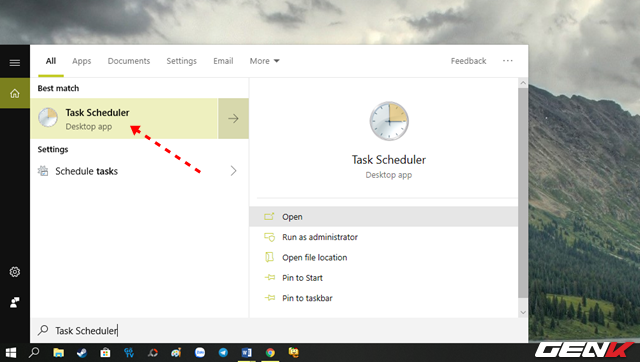 All Apps Documents Settings Email More Feedback ...
Best match
Task Scheduler
Desktop app
Settings
Schedule tasks
Task Scheduler
Desktop app
Open
Run as administrator
Open file location
Pin to Start
Pin to taskbar
Task Scheduler
GENK